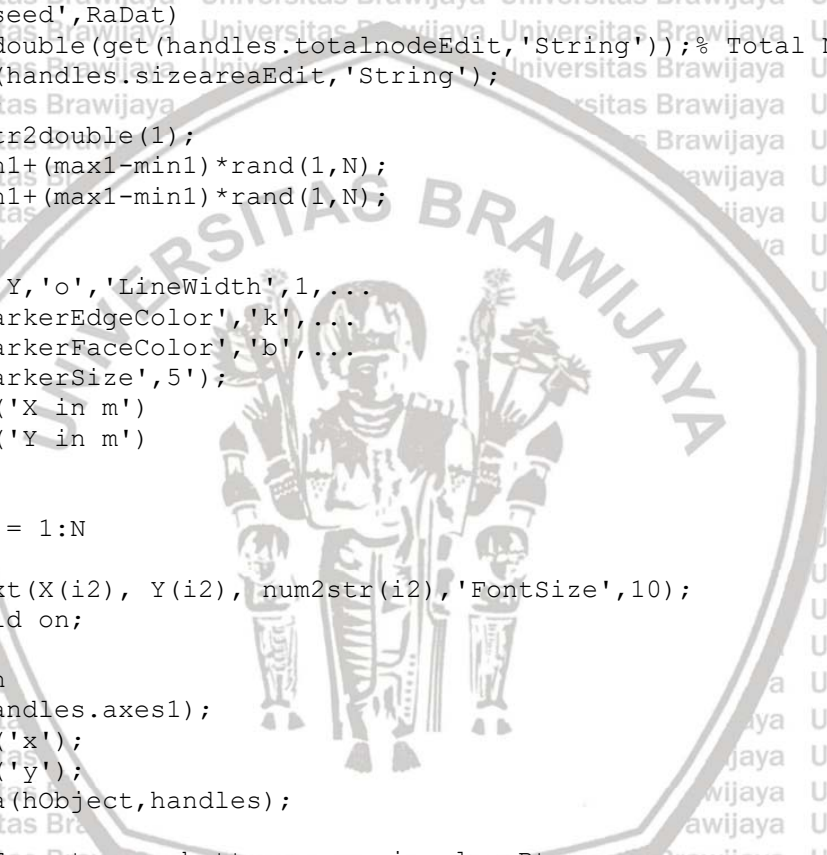 seed',RaDat)
double(get(handles.totalnodeEdit,'String'));% Total
(handles.sizeareaEdit,'String');
tr2double(1);
n1+(max1-min1)*rand(1,N);
n1+(max1-min1)*rand(1,N);
UNIVERSITAS BRAWIJAYA
Y,'o','LineWidth',1,...
arkerEdgeColor','k',...
arkerFaceColor','b',...
arkerSize',5');
('X in m')
('Y in m')
= 1:N
xt(X(i2), Y(i2), num2str(i2),'FontSize',10);
ld on;
andles.axes1);
('x');
('y');
a(hObject,handles);